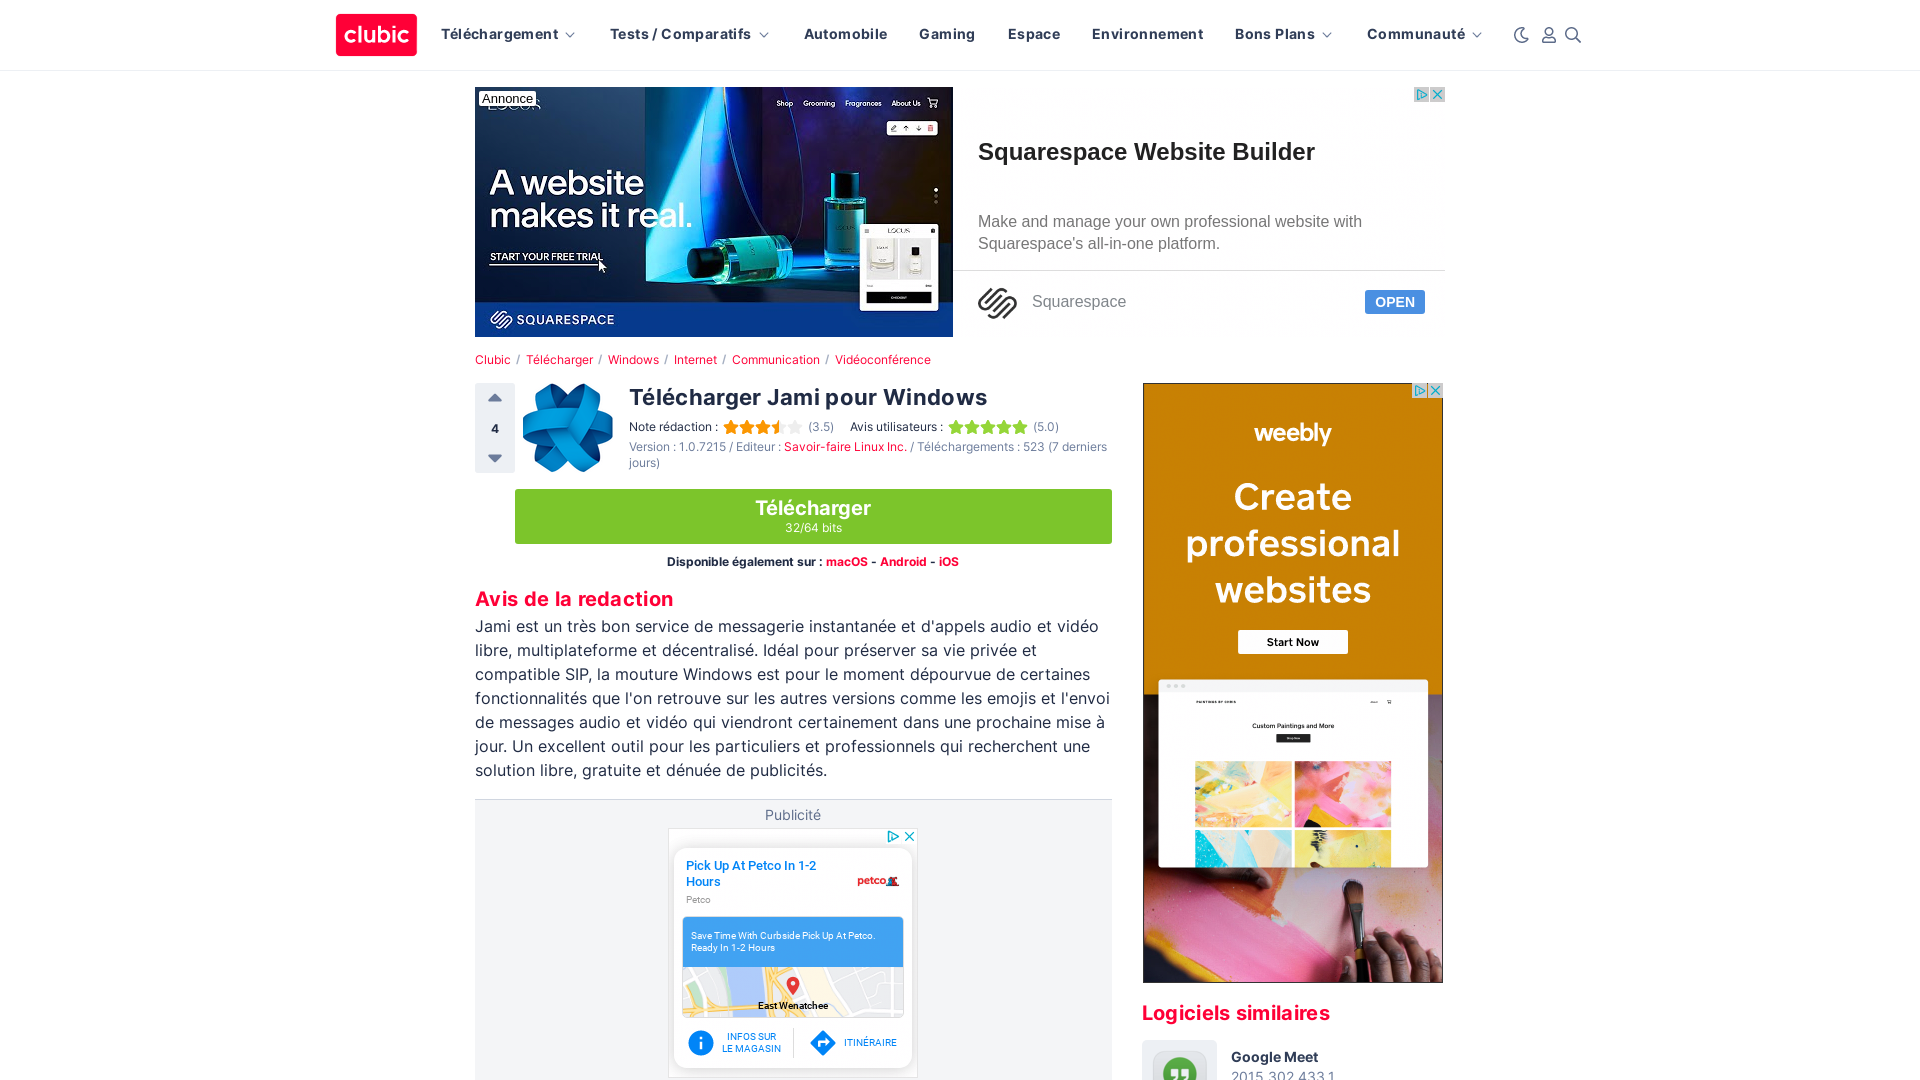 clubic
Téléchargement
Tests / Comparatifs
Automobile
Gaming
Espace
Environnement
Bons Plans
Communauté
Annonce
Shop Grooming Fragrances About Us
A website
makes it real.
START YOUR FREE TRIAL
LOCUS
CHECKOUT
SQUARESPACE
Squarespace Website Builder
Make and manage your own professional website with
Squarespace's all-in-one platform.
Squarespace
OPEN
Clubic / Télécharger / Windows / Internet / Communication / Vidéoconférence
4
Télécharger Jami pour Windows
Note rédaction : (3.5) Avis utilisateurs : (5.0)
Version : 1.0.7215 / Editeur : Savoir-faire Linux Inc. / Téléchargements : 523 (7 derniers
jours)
Télécharger
32/64 bits
Disponible également sur : macOS - Android - iOS
Avis de la redaction
Jami est un très bon service de messagerie instantanée et d'appels audio et vidéo
libre, multiplateforme et décentralisé. Idéal pour préserver sa vie privée et
compatible SIP, la mouture Windows est pour le moment dépourvue de certaines
fonctionnalités que l'on retrouve sur les autres versions comme les emojis et l'envoi
de messages audio et vidéo qui viendront certainement dans une prochaine mise à
jour. Un excellent outil pour les particuliers et professionnels qui recherchent une
solution libre, gratuite et dénuée de publicités.
Publicité
Pick Up At Petco In 1-2
Hours
Petco
petco
Save Time With Curbside Pick Up At Petco.
Ready In 1-2 Hours
East Wenatchee
INFOS SUR
LE MAGASIN
ITINÉRAIRE
weebly
Create
professional
websites
Start Now
PAINTINGS BY CHRIS
Custom Paintings and More
Logiciels similaires
Google Meet
2015.302.433.1